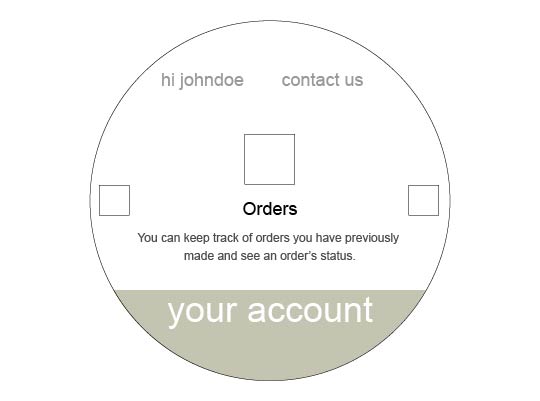 hi johndoe contact us
Orders
You can keep track of orders you have previously
made and see an order’s status.
your account